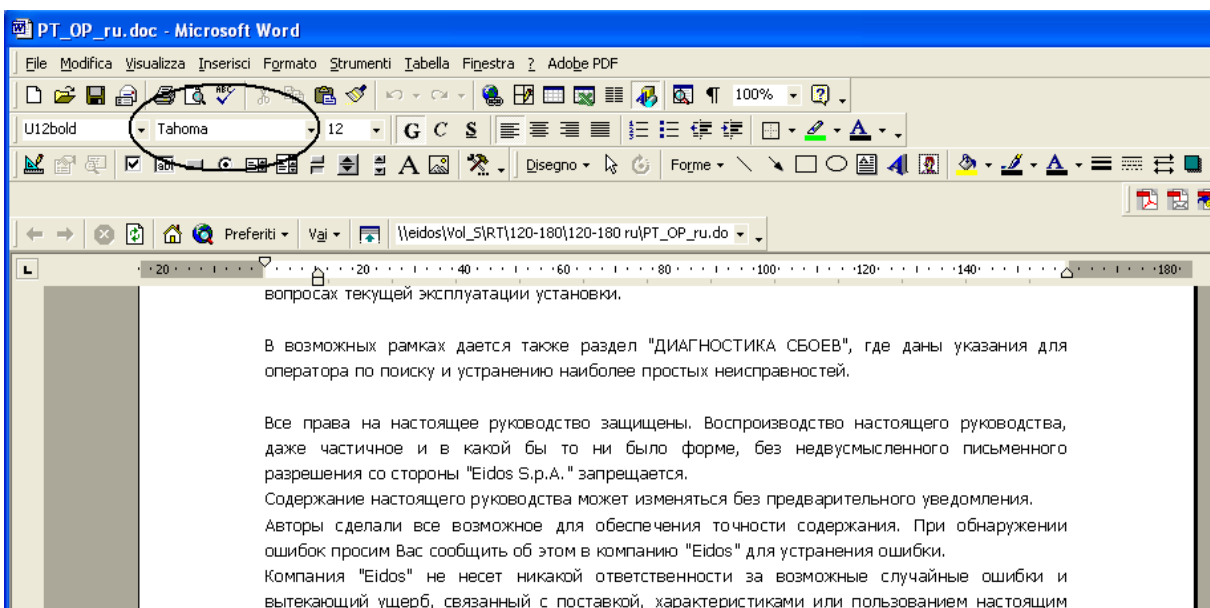 PT_OP_ru.doc - Microsoft Word
File Modifica Visualizza Inserisci Formato Strumenti Tabella Finestra ? Adobe PDF
ABC 100%
U12bold Tahoma 12 G C S A
abl A Disegno Forme A
Preferiti Vai \\eidos\Vol_S\RT\120-180\120-180 ru\PT_OP_ru.do
L 20 20 40 60 80 100 120 140 180
вопросах текущей эксплуатации установки.
В возможных рамках дается также раздел "ДИАГНОСТИКА СБОЕВ", где даны указания для
оператора по поиску и устранению наиболее простых неисправностей.
Все права на настоящее руководство защищены. Воспроизводство настоящего руководства,
даже частичное и в какой бы то ни было форме, без недвусмысленного письменного
разрешения со стороны "Eidos S.p.A." запрещается.
Содержание настоящего руководства может изменяться без предварительного уведомления.
Авторы сделали все возможное для обеспечения точности содержания. При обнаружении
ошибок просим Вас сообщить об этом в компанию "Eidos" для устранения ошибки.
Компания "Eidos" не несет никакой ответственности за возможные случайные ошибки и
вытекающий ущерб, связанный с поставкой, характеристиками или пользованием настоящим